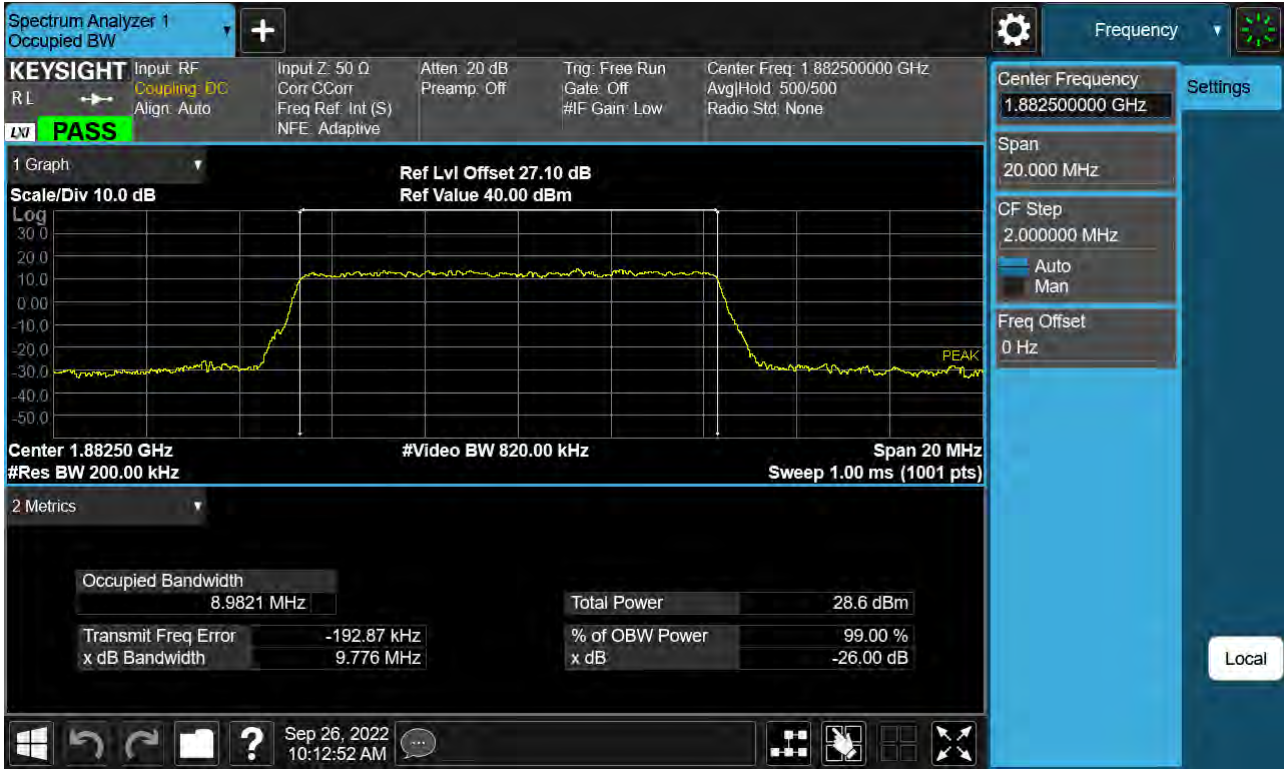 Spectrum Analyzer 1
Occupied BW
Frequency
KEYSIGHT
RL
LXI
PASS
Input: RF
Coupling: DC
Align: Auto
Input Z: 50 Ω
Corr CCorr
Freq Ref: Int (S)
NFE: Adaptive
Atten: 20 dB
Preamp: Off
Trig: Free Run
Gate: Off
#IF Gain: Low
Center Freq: 1.882500000 GHz
Avg|Hold: 500/500
Radio Std: None
Center Frequency
1.882500000 GHz
Settings
Span
20.000 MHz
CF Step
2.000000 MHz
Auto
Man
Freq Offset
0 Hz
1 Graph
Ref Lvl Offset 27.10 dB
Scale/Div 10.0 dB
Ref Value 40.00 dBm
Log
30.0
20.0
10.0
0.00
-10.0
-20.0
-30.0
-40.0
-50.0
PEAK
Center 1.88250 GHz
#Video BW 820.00 kHz
Span 20 MHz
#Res BW 200.00 kHz
Sweep 1.00 ms (1001 pts)
2 Metrics
Occupied Bandwidth
8.9821 MHz
Total Power 28.6 dBm
Transmit Freq Error -192.87 kHz
% of OBW Power 99.00 %
x dB Bandwidth 9.776 MHz
x dB -26.00 dB
Local
?
Sep 26, 2022
10:12:52 AM